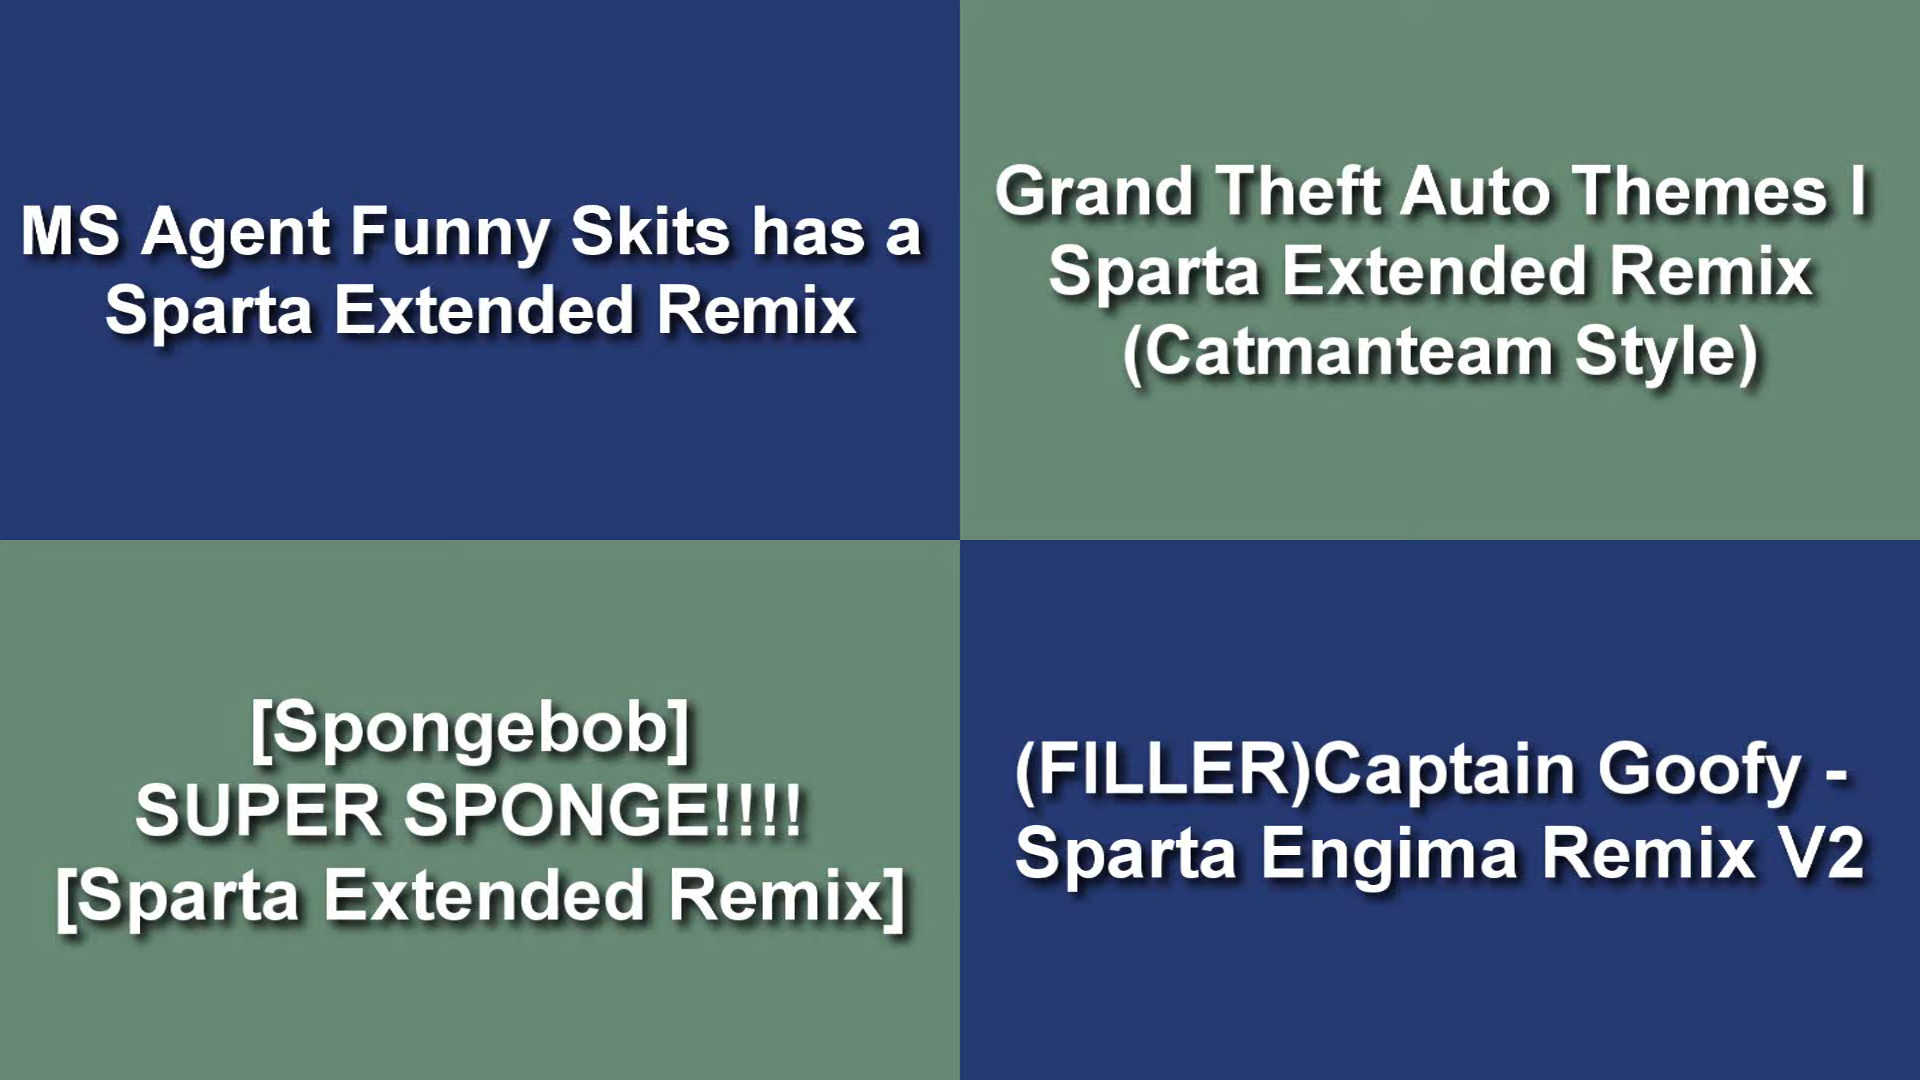 MS Agent Funny Skits has a
Sparta Extended Remix
Grand Theft Auto Themes I
Sparta Extended Remix
(Catmanteam Style)
[Spongebob]
SUPER SPONGE!!!!
[Sparta Extended Remix]
(FILLER)Captain Goofy -
Sparta Engima Remix V2